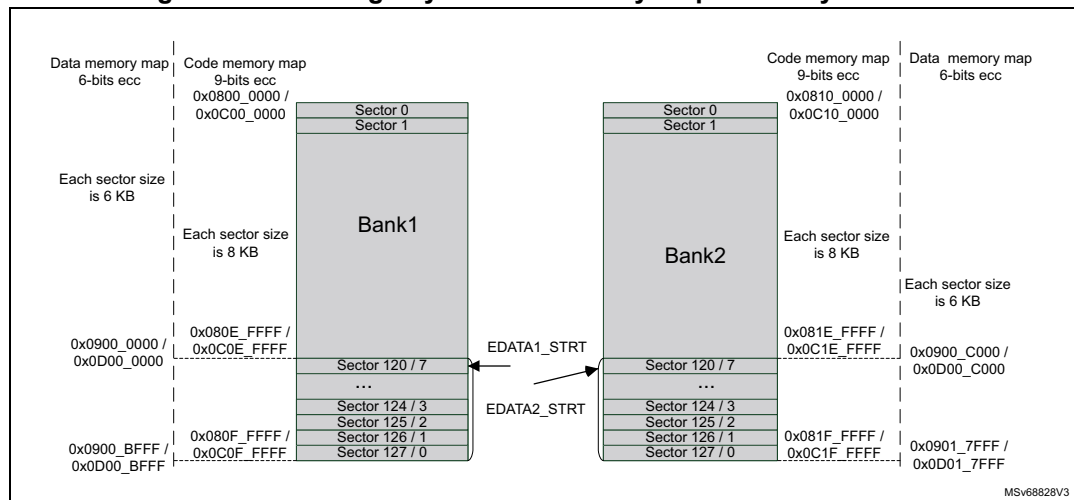 Data memory map
6-bits ecc
Code memory map
9-bits ecc
0x0800_0000 /
0x0C00_0000
Sector 0
Sector 1
Each sector size
is 6 KB
Each sector size
is 8 KB
Bank1
0x080E_FFFF /
0x0C0E_FFFF
0x0900_0000 /
0x0D00_0000
Sector 120 / 7
...
Sector 124 / 3
Sector 125 / 2
Sector 126 / 1
Sector 127 / 0
0x080F_FFFF /
0x0C0F_FFFF
0x0900_BFFF /
0x0D00_BFFF
EDATA1_STRT
EDATA2_STRT
Code memory map
9-bits ecc
0x0810_0000 /
0x0C10_0000
Data memory map
6-bits ecc
Sector 0
Sector 1
Bank2
Each sector size
is 8 KB
Each sector size
is 6 KB
0x081E_FFFF /
0x0C1E_FFFF
0x0900_C000 /
0x0D00_C000
Sector 120 / 7
...
Sector 124 / 3
Sector 125 / 2
Sector 126 / 1
Sector 127 / 0
0x081F_FFFF /
0x0C1F_FFFF
0x0901_7FFF /
0x0D01_7FFF
MSv68828V3